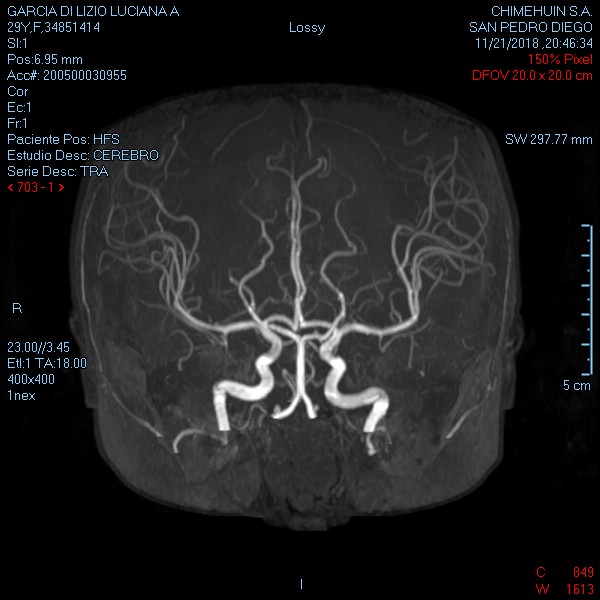 GARCIA DI LIZIO LUCIANA A
29Y,F,34851414
Sl:1
Pos:6.95 mm
Acc#: 200500030955
Cor
Ec:1
Fr:1
Paciente Pos: HFS
Estudio Desc: CEREBRO
Serie Desc: TRA
< 703 - 1 >
Lossy
CHIMEHUIN S.A.
SAN PEDRO DIEGO
11/21/2018 ,20:46:34
150% Pixel
DFOV 20.0 x 20.0 cm
SW 297.77 mm
R
23.00//3.45
Etl:1 TA:18.00
400x400
1nex
5 cm
I
C 849
W 1613